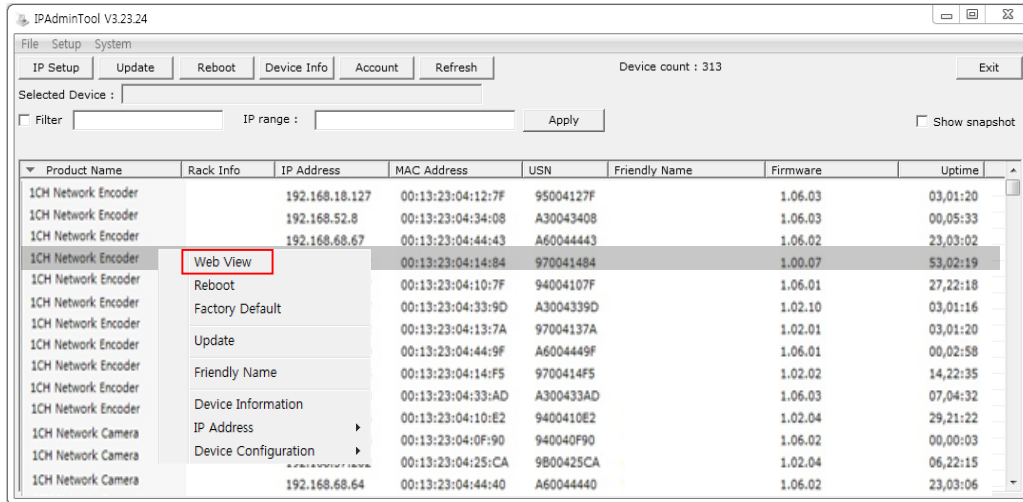 IPAdminTool V3.23.24
File Setup System
IP Setup Update Reboot Device Info Account Refresh Device count : 313 Exit
Selected Device :
Filter IP range : Apply Show snapshot
Product Name Rack Info IP Address MAC Address USN Friendly Name Firmware Uptime
1CH Network Encoder 192.168.18.127 00:13:23:04:12:7F 95004127F 1.06.03 03,01:20
1CH Network Encoder 192.168.52.8 00:13:23:04:34:08 A30043408 1.06.03 00,05:33
1CH Network Encoder 192.168.68.67 00:13:23:04:44:43 A60044443 1.06.02 23,03:02
1CH Network Encoder Web View 00:13:23:04:14:84 970041484 1.00.07 53,02:19
1CH Network Encoder Reboot 00:13:23:04:10:7F 94004107F 1.06.01 27,22:18
1CH Network Encoder Factory Default 00:13:23:04:33:9D A3004339D 1.02.10 03,01:16
1CH Network Encoder 00:13:23:04:13:7A 97004137A 1.02.01 03,01:20
1CH Network Encoder Update 00:13:23:04:44:9F A6004449F 1.06.01 00,02:58
1CH Network Encoder Friendly Name 00:13:23:04:14:F5 9700414F5 1.02.02 14,22:35
1CH Network Encoder 00:13:23:04:33:AD A300433AD 1.06.03 07,04:32
1CH Network Encoder Device Information 00:13:23:04:10:E2 9400410E2 1.02.04 29,21:22
1CH Network Camera IP Address 00:13:23:04:0F:90 940040F90 1.06.02 00,00:03
1CH Network Camera Device Configuration 00:13:23:04:25:CA 9B00425CA 1.02.04 06,22:15
1CH Network Camera 192.168.68.64 00:13:23:04:44:40 A60044440 1.06.02 23,03:06